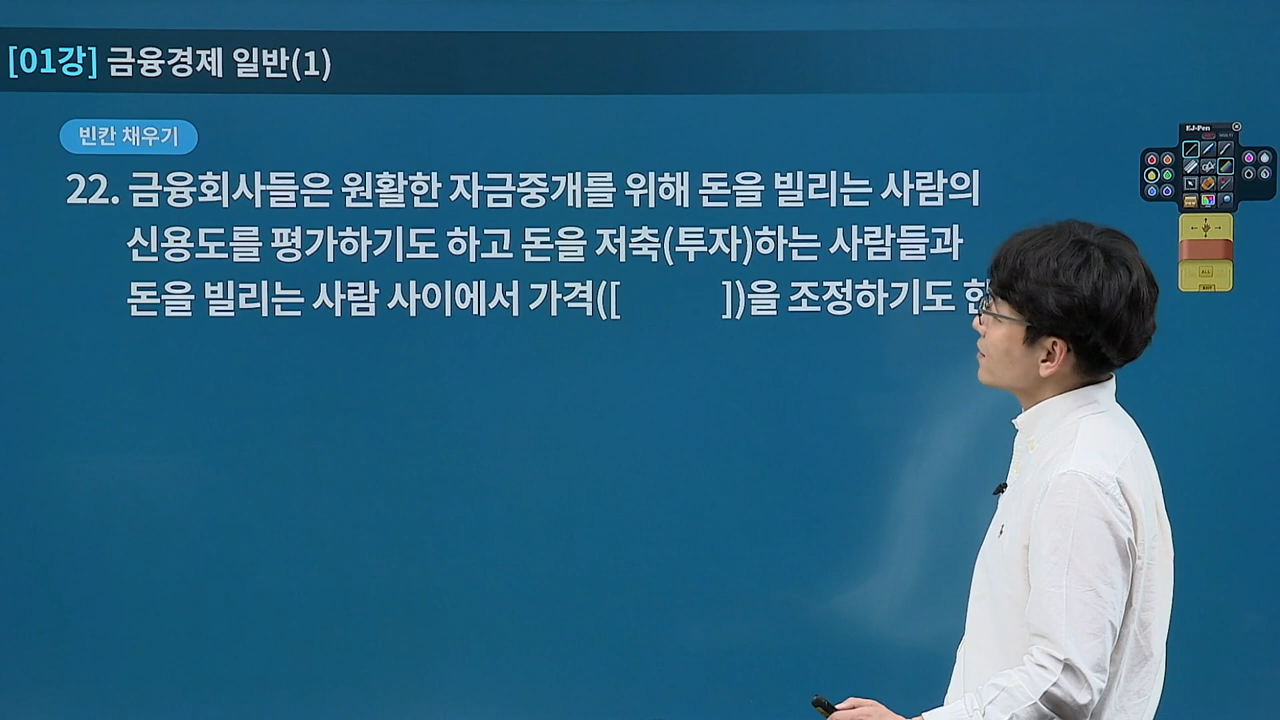 [01강] 금융경제 일반(1)
빈칸 채우기
22. 금융회사들은 원활한 자금중개를 위해 돈을 빌리는 사람의
신용도를 평가하기도 하고 돈을 저축(투자)하는 사람들과
돈을 빌리는 사람 사이에서 가격([ ])을 조정하기도
EJ-Pen
ALL
EXIT